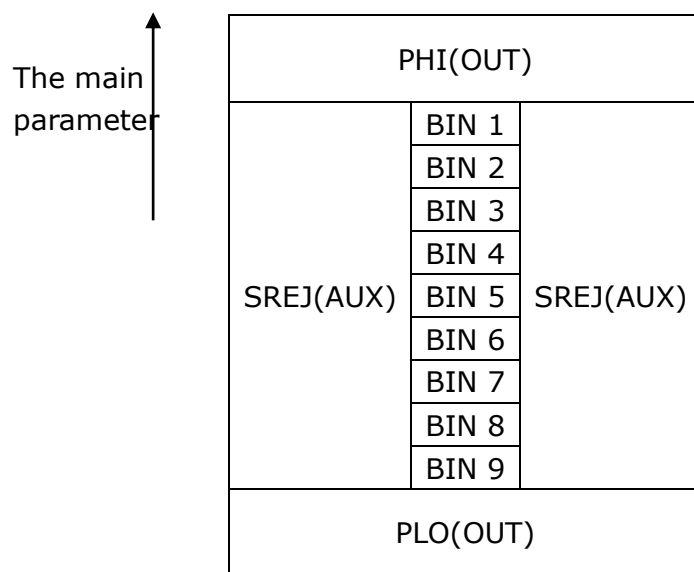 PHI(OUT)
The main
parameter
BIN 1
BIN 2
BIN 3
BIN 4
SREJ(AUX) BIN 5 SREJ(AUX)
BIN 6
BIN 7
BIN 8
BIN 9
PLO(OUT)